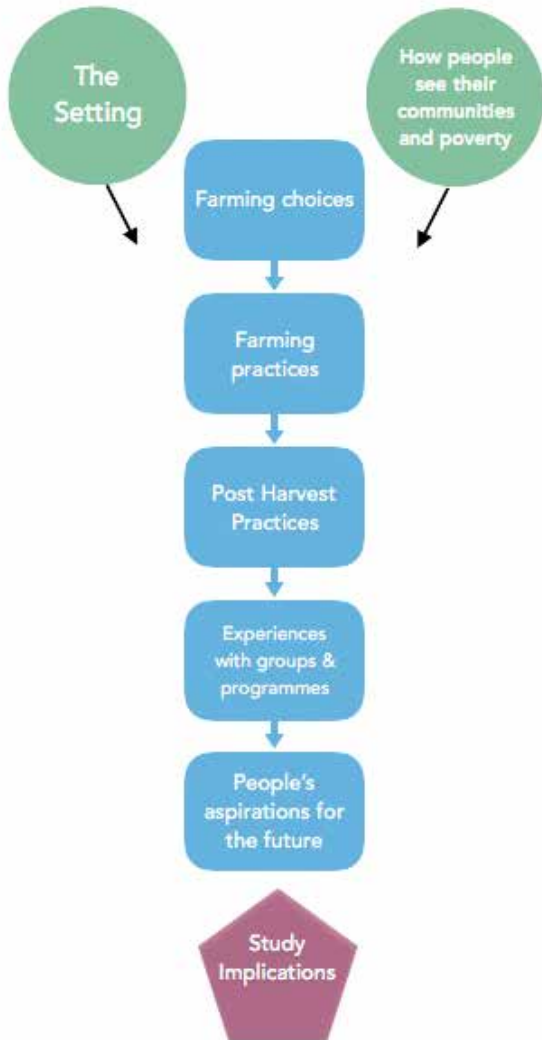 The
Setting
How people
see their
communities
and poverty
Farming choices
Farming
practices
Post Harvest
Practices
Experiences
with groups &
programmes
People's
aspirations for
the future
Study
Implications